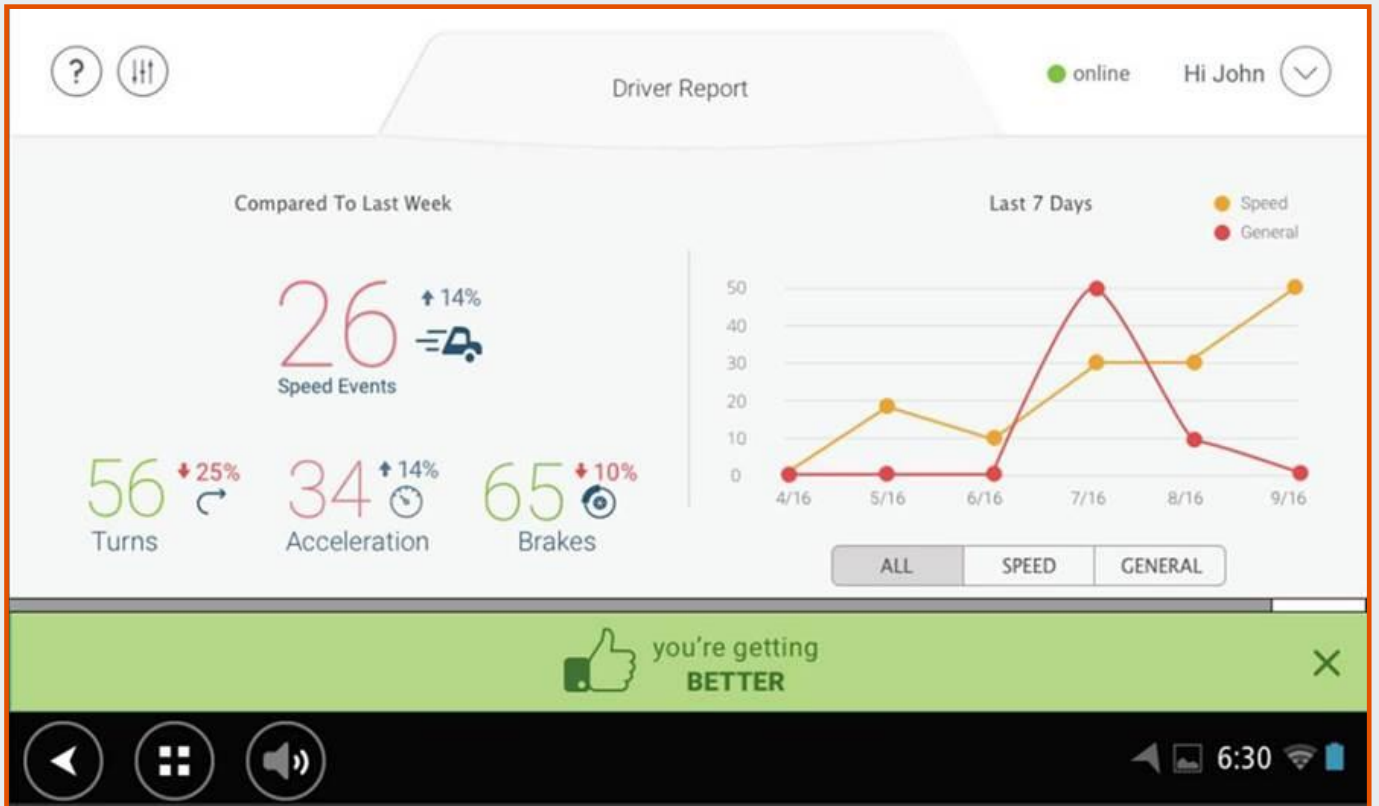 ?
Driver Report
online
Hi John
Compared To Last Week
26
14%
Speed Events
56
25%
Turns
34
14%
Acceleration
65
10%
Brakes
Last 7 Days
Speed
General
50
40
30
20
10
0
4/16 5/16 6/16 7/16 8/16 9/16
ALL SPEED GENERAL
you're getting
BETTER
6:30